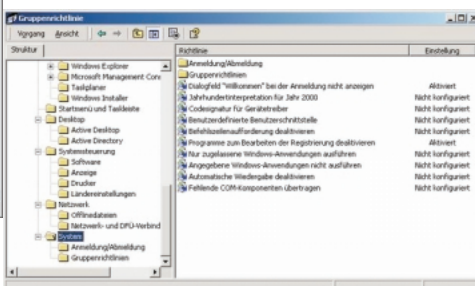 Gruppenrichtlinie
Vorgang Ansicht
Struktur
Windows Explorer
Microsoft Management Con
Taskplaner
Windows Installer
Startmenü und Taskleiste
Desktop
Active Desktop
Active Directory
Systemsteuerung
Software
Anzeige
Drucker
Ländereinstellungen
Netzwerk
Offlinedateien
Netzwerk- und DFÜ-Verbind
System
Anmeldung/Abmeldung
Gruppenrichtlinien
Richtlinie Einstellung
Anmeldung/Abmeldung
Gruppenrichtlinien
Dialogfeld "Willkommen" bei der Anmeldung nicht anzeigen Aktiviert
Jahrhundertinterpretation für Jahr 2000 Nicht konfiguriert
Codesignatur für Gerätetreiber Nicht konfiguriert
Benutzerdefinierte Benutzerschnittstelle Nicht konfiguriert
Befehlszeilenaufforderung deaktivieren Nicht konfiguriert
Programme zum Bearbeiten der Registrierung deaktivieren Aktiviert
Nur zugelassene Windows-Anwendungen ausführen Nicht konfiguriert
Angegebene Windows-Anwendungen nicht ausführen Nicht konfiguriert
Automatische Wiedergabe deaktivieren Nicht konfiguriert
Fehlende COM-Komponenten übertragen Nicht konfiguriert